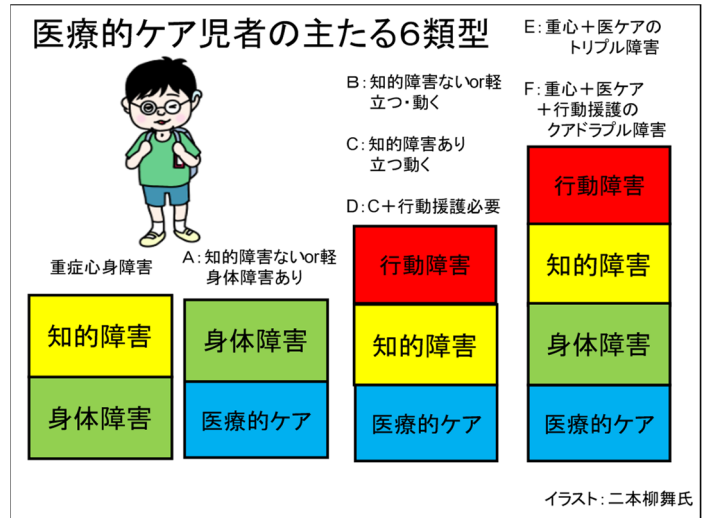 医療的ケア児者の主たる6類型
E:重心+医ケアの
トリプル障害
B:知的障害ないor軽
立つ・動く
F:重心+医ケア
+行動援護の
クアドラプル障害
C:知的障害あり
立つ動く
D:C+行動援護必要
重症心身障害
A:知的障害ないor軽
身体障害あり
知的障害
身体障害
身体障害
医療的ケア
行動障害
知的障害
医療的ケア
行動障害
知的障害
身体障害
医療的ケア
イラスト:二本柳舞氏